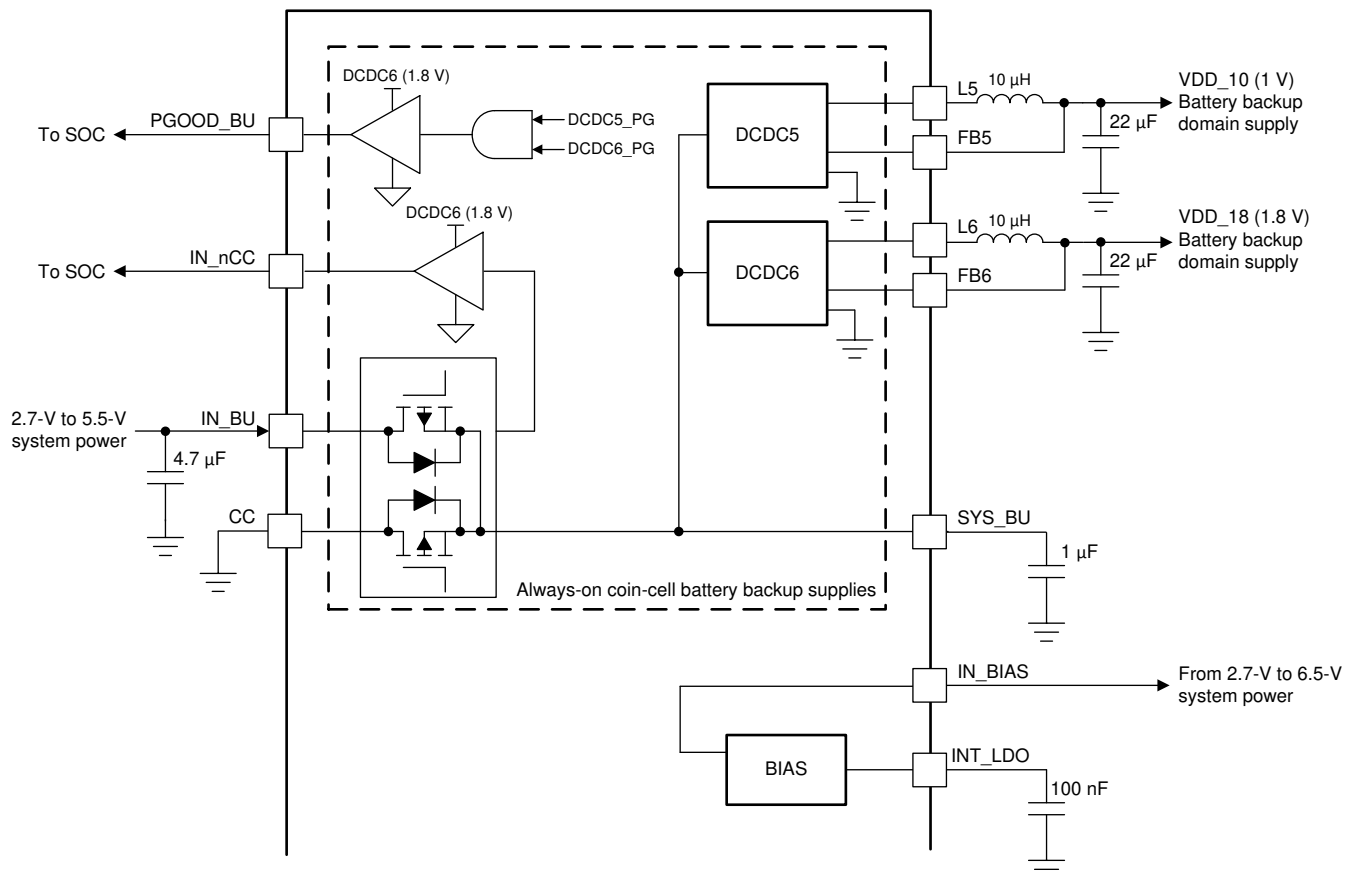 DCDC6 (1.8 V)
PGOOD_BU
To SOC
DCDC5_PG
DCDC6_PG
DCDC5
L5
10 µH
FB5
22 µF
VDD_10 (1 V)
Battery backup
domain supply
DCDC6 (1.8 V)
IN_nCC
To SOC
DCDC6
L6
10 µH
FB6
22 µF
VDD_18 (1.8 V)
Battery backup
domain supply
2.7-V to 5.5-V
system power
IN_BU
4.7 µF
CC
SYS_BU
1 µF
Always-on coin-cell battery backup supplies
IN_BIAS
From 2.7-V to 6.5-V
system power
BIAS
INT_LDO
100 nF